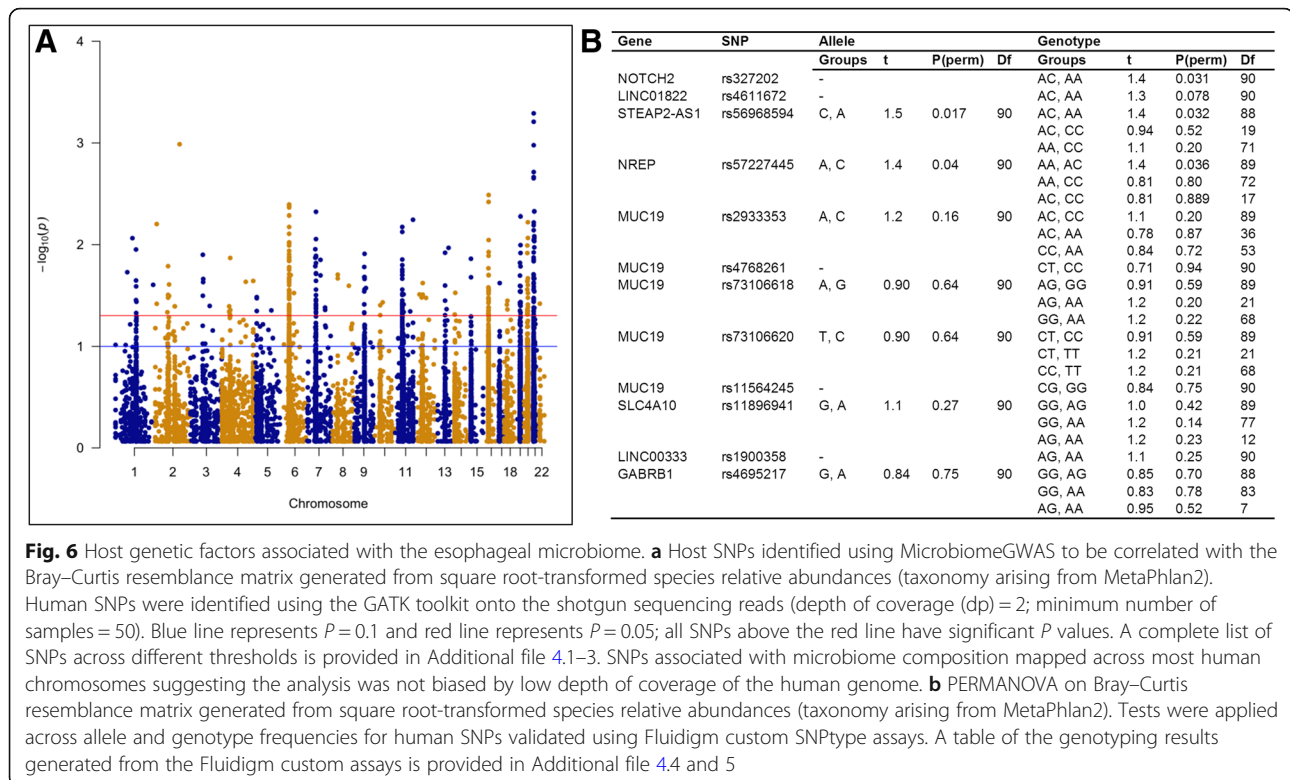 A
4
3
2
1
0
−log10(p)
1 2 3 4 5 6 7 8 9 11 13 15 18 22
Chromosome
B
Gene SNP Allele Genotype
Groups t P(perm) Df Groups t P(perm) Df
NOTCH2 rs327202 - AC, AA 1.4 0.031 90
LINC01822 rs4611672 - AC, AA 1.3 0.078 90
STEAP2-AS1 rs56968594 C, A 1.5 0.017 90 AC, AA 1.4 0.032 88
AC, CC 0.94 0.52 19
AA, CC 1.1 0.20 71
NREP rs57227445 A, C 1.4 0.04 90 AA, AC 1.4 0.036 89
AA, CC 0.81 0.80 72
AC, CC 0.81 0.889 17
MUC19 rs2933353 A, C 1.2 0.16 90 AC, CC 1.1 0.20 89
AC, AA 0.78 0.87 36
CC, AA 0.84 0.72 53
MUC19 rs4768261 - CT, CC 0.71 0.94 90
MUC19 rs73106618 A, G 0.90 0.64 90 AG, GG 0.91 0.59 89
AG, AA 1.2 0.20 21
GG, AA 1.2 0.22 68
MUC19 rs73106620 T, C 0.90 0.64 90 CT, CC 0.91 0.59 89
CT, TT 1.2 0.21 21
CC, TT 1.2 0.21 68
MUC19 rs11564245 - CG, GG 0.84 0.75 90
SLC4A10 rs11896941 G, A 1.1 0.27 90 GG, AG 1.0 0.42 89
GG, AA 1.2 0.14 77
AG, AA 1.2 0.23 12
LINC00333 rs1900358 - AG, AA 1.1 0.25 90
GABRB1 rs4695217 G, A 0.84 0.75 90 GG, AG 0.85 0.70 88
GG, AA 0.83 0.78 83
AG, AA 0.95 0.52 7
Fig. 6 Host genetic factors associated with the esophageal microbiome. a Host SNPs identified using MicrobiomeGWAS to be correlated with the
Bray–Curtis resemblance matrix generated from square root-transformed species relative abundances (taxonomy arising from MetaPhlan2).
Human SNPs were identified using the GATK toolkit onto the shotgun sequencing reads (depth of coverage (dp) = 2; minimum number of
samples = 50). Blue line represents P = 0.1 and red line represents P = 0.05; all SNPs above the red line have significant P values. A complete list of
SNPs across different thresholds is provided in Additional file 4.1–3. SNPs associated with microbiome composition mapped across most human
chromosomes suggesting the analysis was not biased by low depth of coverage of the human genome. b PERMANOVA on Bray–Curtis
resemblance matrix generated from square root-transformed species relative abundances (taxonomy arising from MetaPhlan2). Tests were applied
across allele and genotype frequencies for human SNPs validated using Fluidigm custom SNPtype assays. A table of the genotyping results
generated from the Fluidigm custom assays is provided in Additional file 4.4 and 5